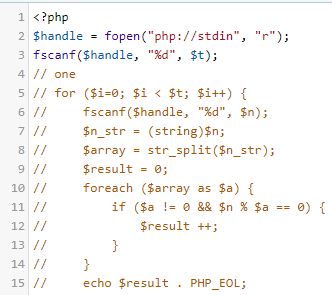 1 <?php
2 $handle = fopen("php://stdin", "r");
3 fscanf($handle, "%d", $t);
4 // one
5 // for ($i=0; $i < $t; $i++) {
6 //     fscanf($handle, "%d", $n);
7 //     $n_str = (string)$n;
8 //     $array = str_split($n_str);
9 //     $result = 0;
10 //     foreach ($array as $a) {
11 //         if ($a != 0 && $n % $a == 0) {
12 //             $result ++;
13 //         }
14 //     }
15 //     echo $result . PHP_EOL;